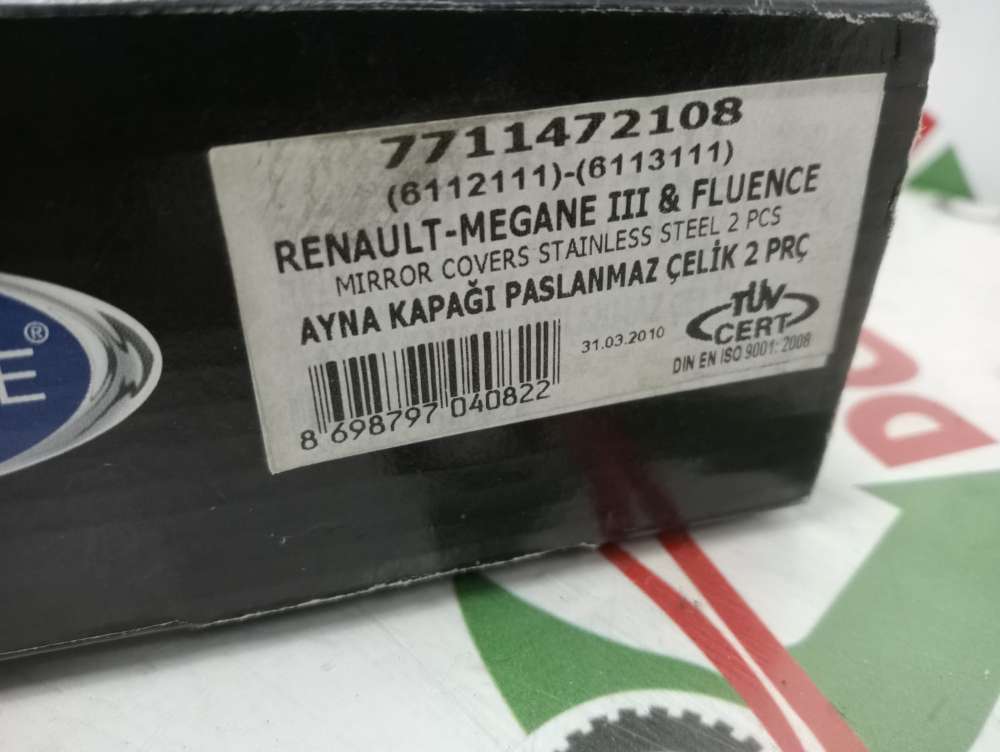 7711472108
(6112111)-(6113111)
RENAULT-MEGANE III & FLUENCE
MIRROR COVERS STAINLESS STEEL 2 PCS
AYNA KAPAĞI PASLANMAZ ÇELİK 2 PRÇ
31.03.2010
TÜV
CERT
DIN EN ISO 9001: 2008
8 698797 040822
E®